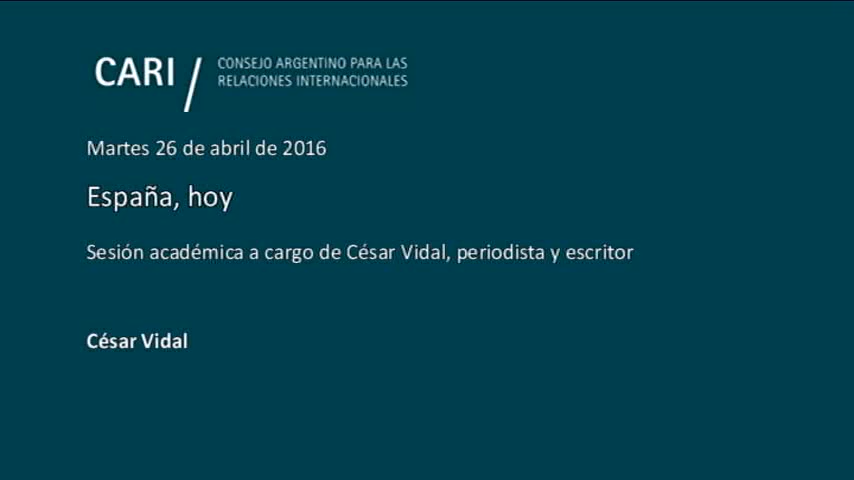 CARI
CONSEJO ARGENTINO PARA LAS
RELACIONES INTERNACIONALES
Martes 26 de abril de 2016
España, hoy
Sesión académica a cargo de César Vidal, periodista y escritor
César Vidal